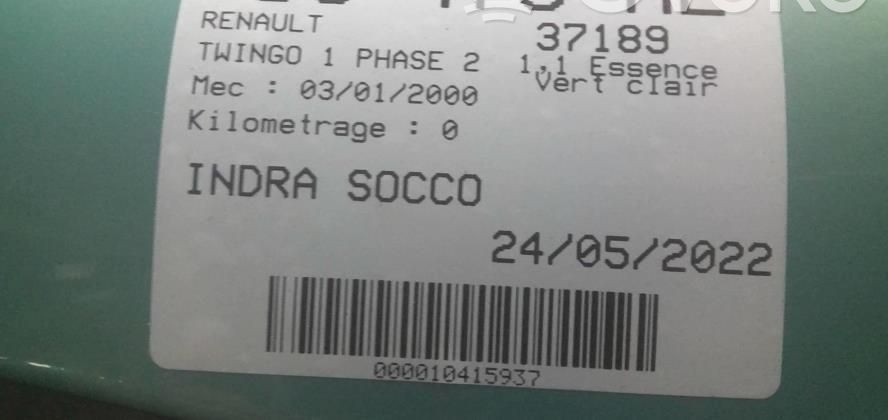 RENAULT
37189
TWINGO 1 PHASE 2 1,1 Essence
Mec : 03/01/2000 Vert clair
Kilometrage : 0
INDRA SOCCO
24/05/2022
000010415937